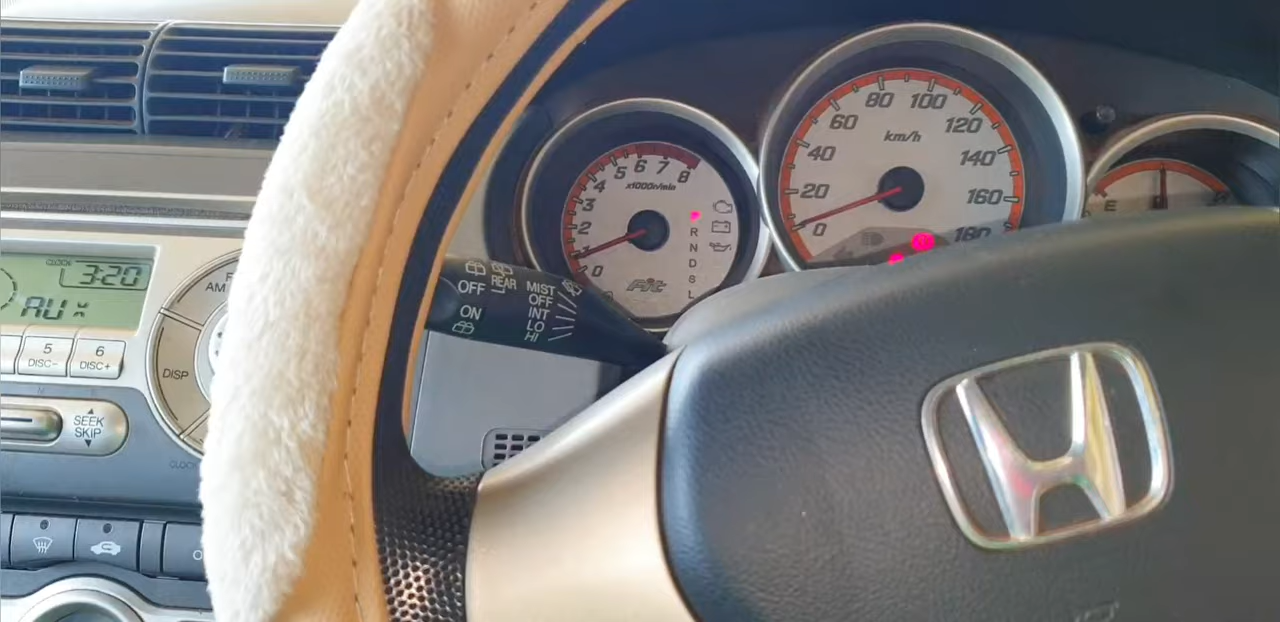 CLOCK
3:20
AUX
AM
5
DISC-
6
DISC+
DISP
SEEK
SKIP
CLOCK
OFF
ON
REAR
MIST
OFF
INT
LO
HI
0
1
2
3
4
5
6
7
8
x1000r/min
R
N
D
S
L
Fit
0
20
40
60
80
100
120
140
160
180
km/h
E